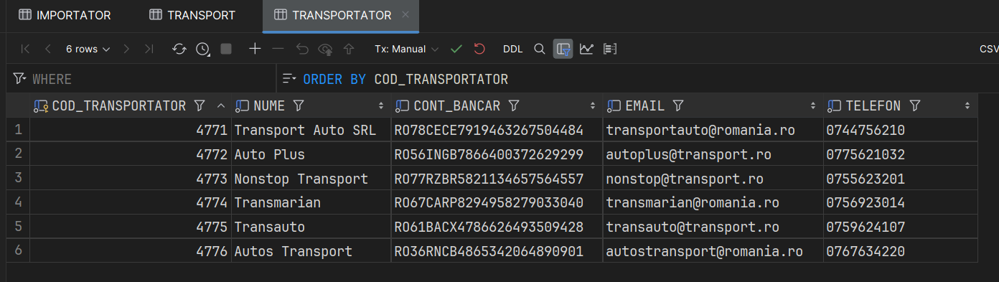 IMPORTATOR TRANSPORT TRANSPORTATOR
6 rows Tx: Manual DDL CSV
WHERE ORDER BY COD_TRANSPORTATOR
COD_TRANSPORTATOR NUME CONT_BANCAR EMAIL TELEFON
1 4771 Transport Auto SRL RO78CECE7919463267504484 transportauto@romania.ro 0744756210
2 4772 Auto Plus RO56INGB7866400372629299 autoplus@transport.ro 0775621032
3 4773 Nonstop Transport RO77RZBR5821134657564557 nonstop@transport.ro 0755623201
4 4774 Transmarian RO67CARP8294958279033040 transmarian@romania.ro 0756923014
5 4775 Transauto RO61BACX4786626493509428 transauto@transport.ro 0759624107
6 4776 Autos Transport RO36RNCB4865342064890901 autostransport@romania.ro 0767634220